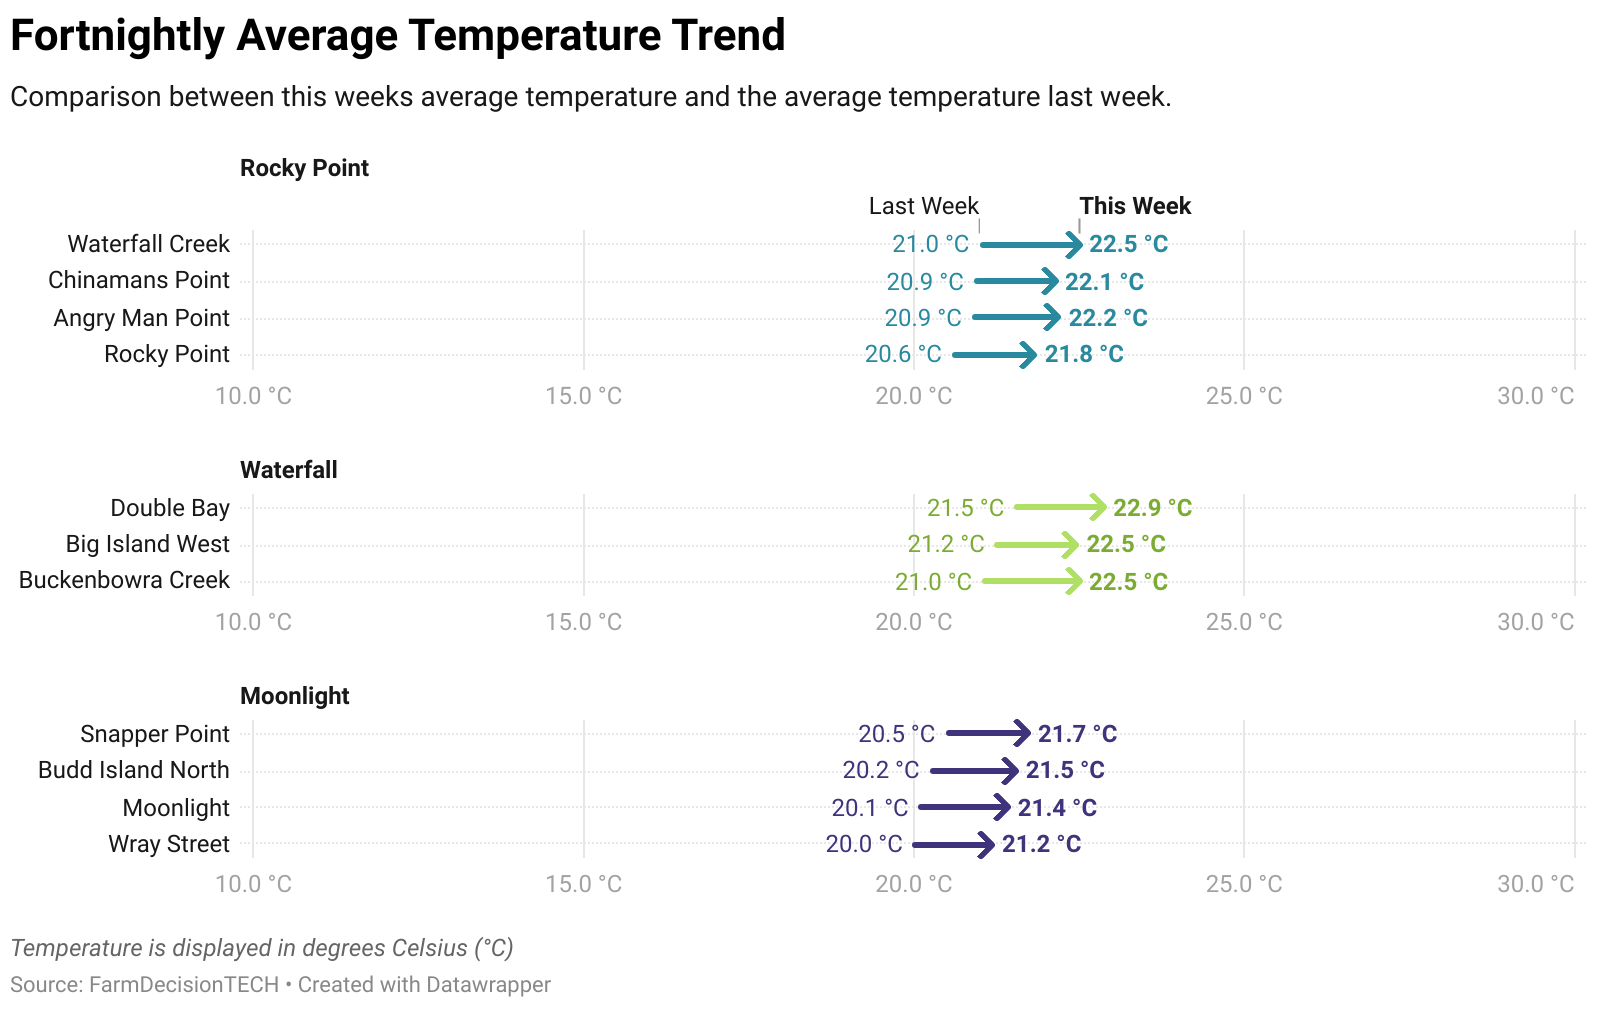 Fortnightly Average Temperature Trend
Comparison between this weeks average temperature and the average temperature last week.
Rocky Point
Last Week This Week
Waterfall Creek 21.0 °C 22.5 °C
Chinamans Point 20.9 °C 22.1 °C
Angry Man Point 20.9 °C 22.2 °C
Rocky Point 20.6 °C 21.8 °C
10.0 °C 15.0 °C 20.0 °C 25.0 °C 30.0 °C
Waterfall
Double Bay 21.5 °C 22.9 °C
Big Island West 21.2 °C 22.5 °C
Buckenbowra Creek 21.0 °C 22.5 °C
10.0 °C 15.0 °C 20.0 °C 25.0 °C 30.0 °C
Moonlight
Snapper Point 20.5 °C 21.7 °C
Budd Island North 20.2 °C 21.5 °C
Moonlight 20.1 °C 21.4 °C
Wray Street 20.0 °C 21.2 °C
10.0 °C 15.0 °C 20.0 °C 25.0 °C 30.0 °C
Temperature is displayed in degrees Celsius (°C)
Source: FarmDecisionTECH • Created with Datawrapper